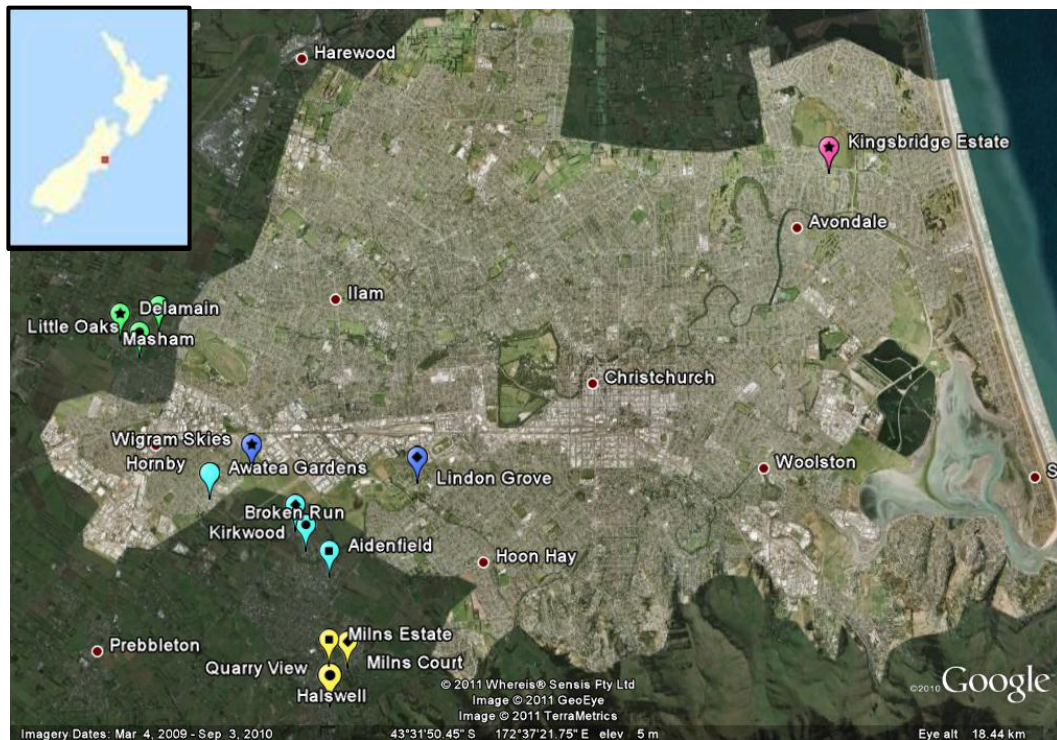 Harewood
Kingsbridge Estate
Avondale
Ilam
Delamain
Little Oaks
Masham
Christchurch
Wigram Skies
Hornby
Awatea Gardens
Lindon Grove
Woolston
S
Broken Run
Kirkwood
Aidenfield
Hoon Hay
Prebbleton
Milns Estate
Quarry View
Milns Court
Halswell
© 2011 Whereis® Sensis Pty Ltd
Image © 2011 GeoEye
Image © 2011 TerraMetrics
©2010 Google
Imagery Dates: Mar 4, 2009 - Sep 3, 2010 43°31'50.45" S 172°37'21.75" E elev 5 m Eye alt 18.44 km